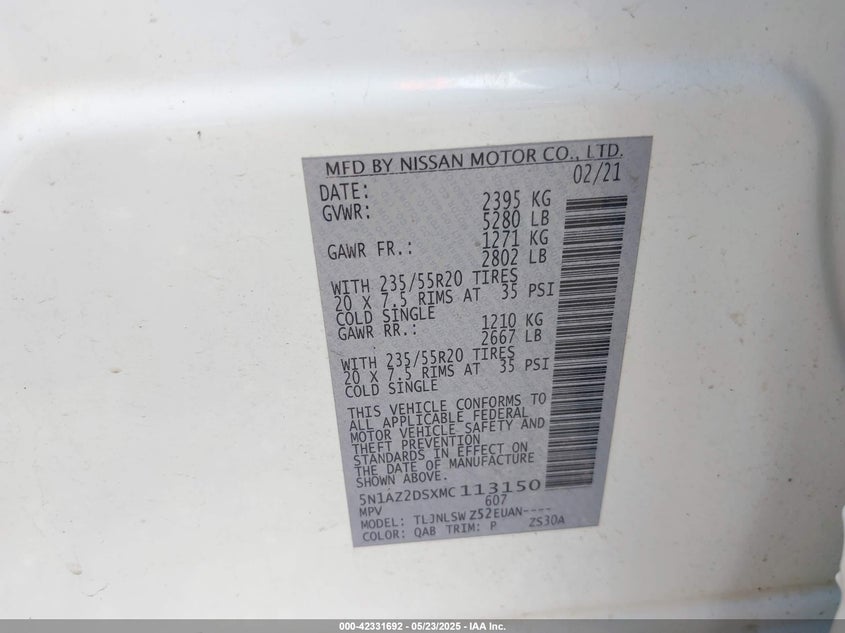 MFD BY NISSAN MOTOR CO., LTD.
DATE: 02/21
GVWR: 2395 KG
5280 LB
GAWR FR.: 1271 KG
2802 LB
WITH 235/55R20 TIRES
20 X 7.5 RIMS AT 35 PSI
COLD SINGLE
GAWR RR.: 1210 KG
2667 LB
WITH 235/55R20 TIRES
20 X 7.5 RIMS AT 35 PSI
COLD SINGLE
THIS VEHICLE CONFORMS TO
ALL APPLICABLE FEDERAL
MOTOR VEHICLE SAFETY AND
THEFT PREVENTION
STANDARDS IN EFFECT ON
THE DATE OF MANUFACTURE
SHOWN ABOVE.
5N1AZ2DSXMC113150
MPV 607
MODEL: TLJNLSWZ52EUAN----
COLOR: QAB TRIM: P ZS30A
000-42331692 - 05/23/2025 - IAA Inc.